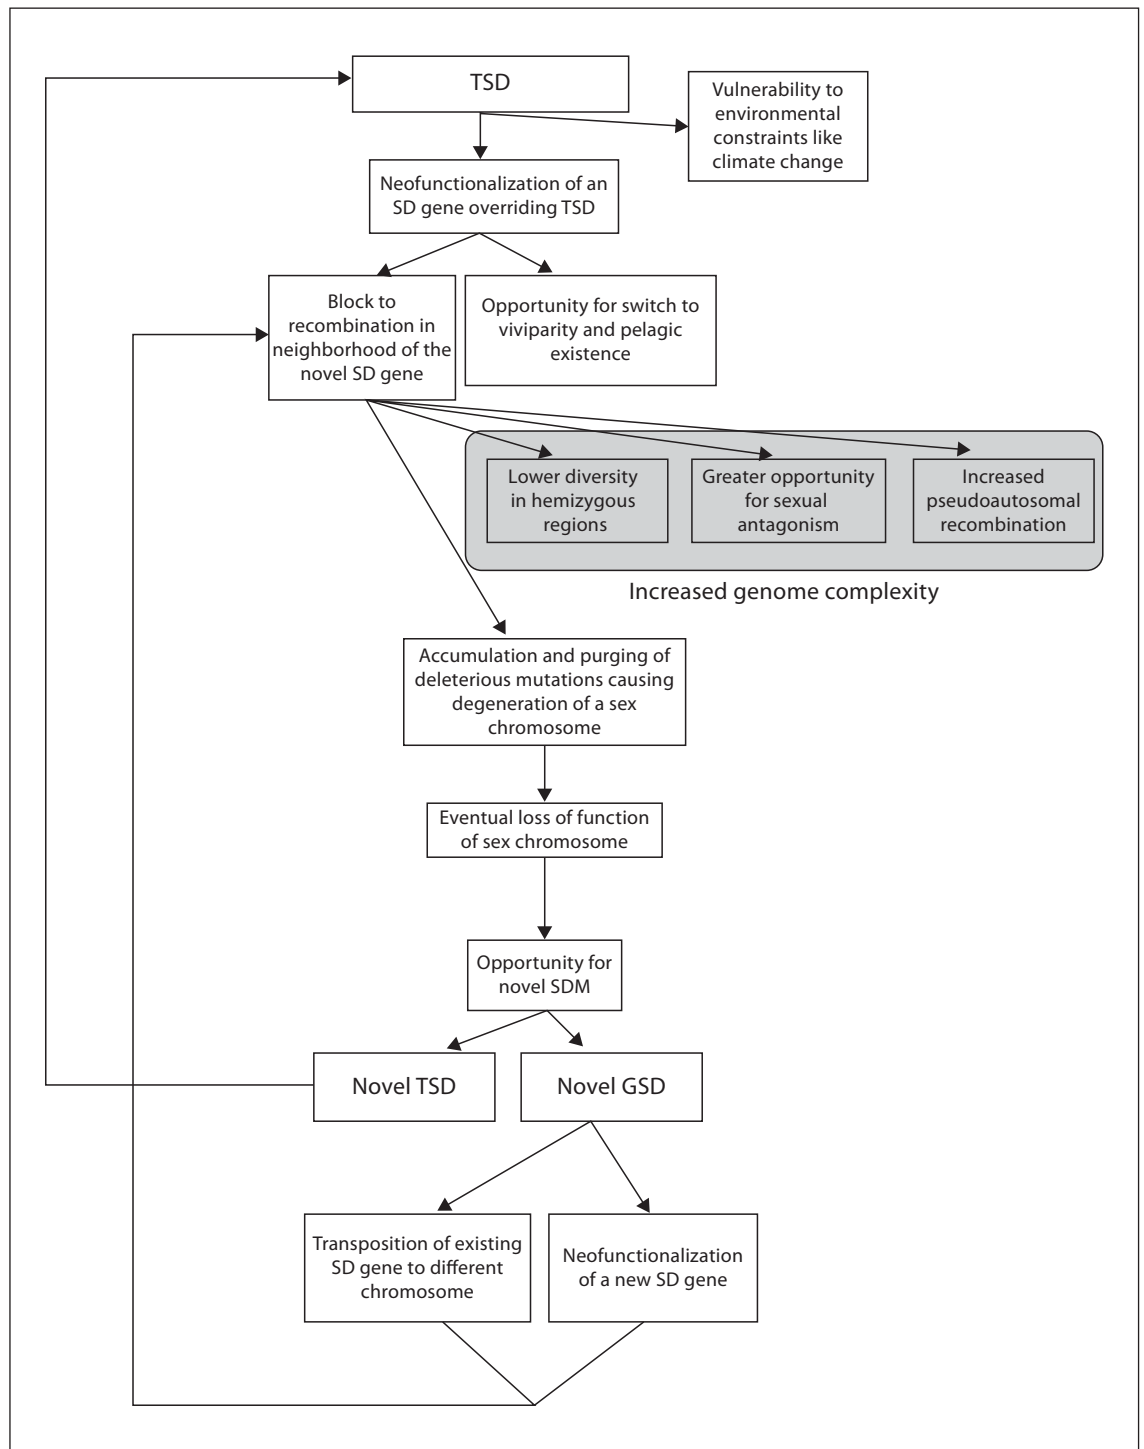 TSD
Vulnerability to
environmental
constraints like
climate change
Neofunctionalization of an
SD gene overriding TSD
Block to
recombination in
neighborhood of the
novel SD gene
Opportunity for switch to
viviparity and pelagic
existence
Lower diversity
in hemizygous
regions
Greater opportunity
for sexual
antagonism
Increased
pseudoautosomal
recombination
Increased genome complexity
Accumulation and purging of
deleterious mutations causing
degeneration of a sex
chromosome
Eventual loss of function
of sex chromosome
Opportunity for
novel SDM
Novel TSD
Novel GSD
Transposition of existing
SD gene to different
chromosome
Neofunctionalization
of a new SD gene